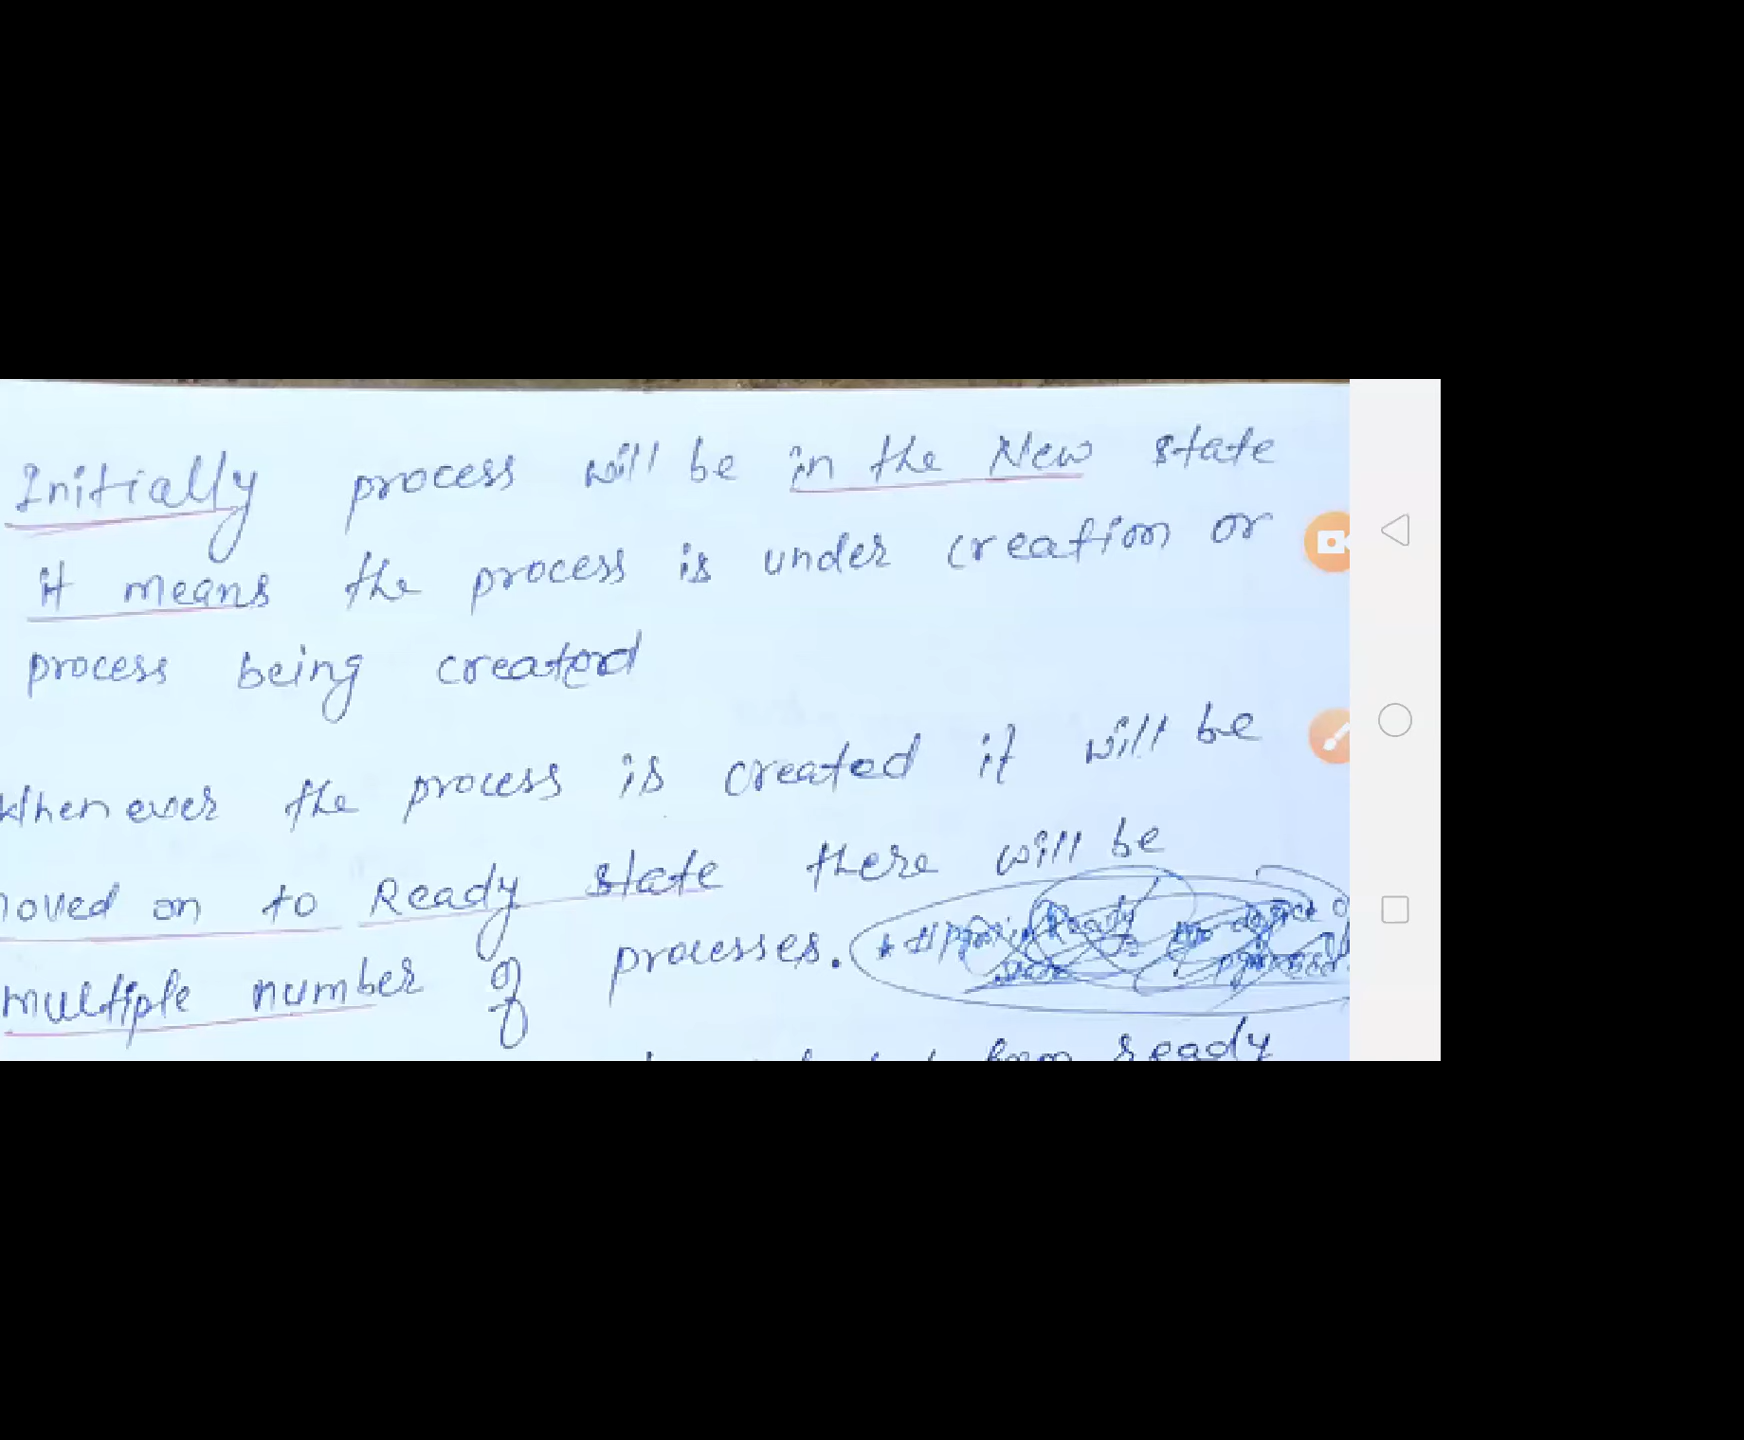 Initially process will be in the New state
it means the process is under creation or
process being created
Whenever the process is created it will be
moved on to Ready state there will be
multiple number of processes.
ready